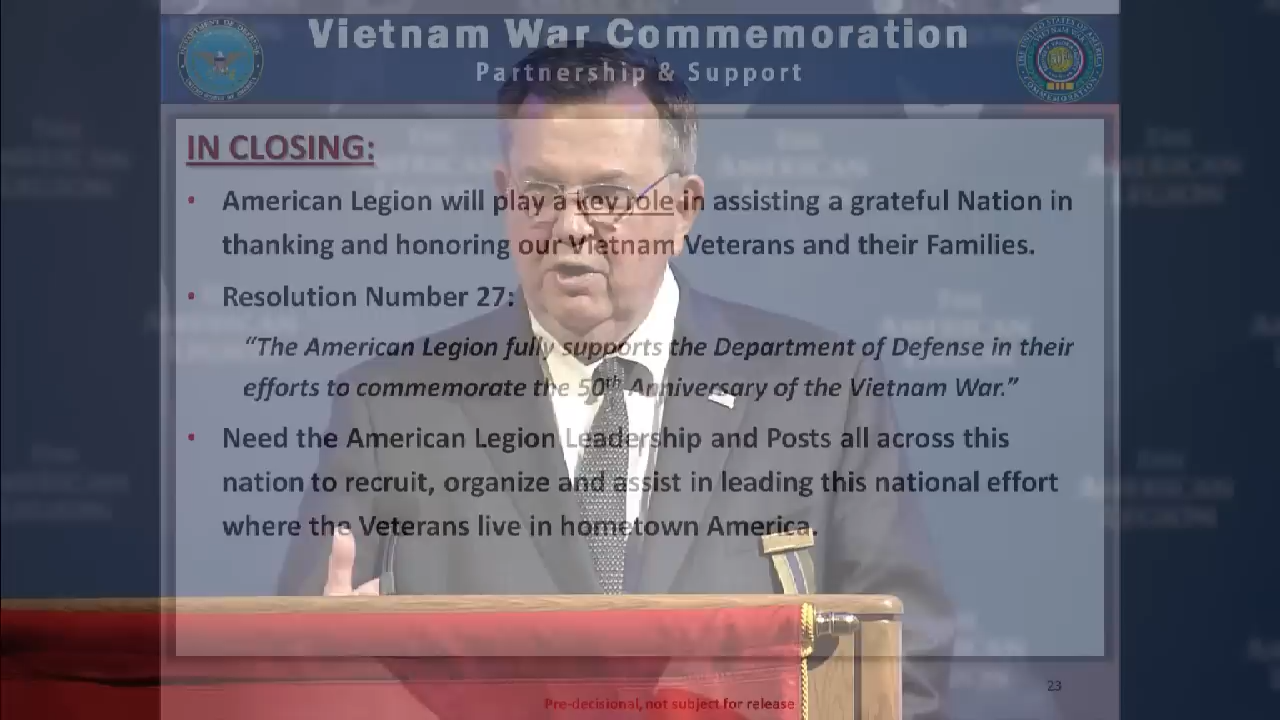 Vietnam War Commemoration
Partnership & Support
IN CLOSING:
• American Legion will play a key role in assisting a grateful Nation in
thanking and honoring our Vietnam Veterans and their Families.
• Resolution Number 27:
“The American Legion fully supports the Department of Defense in their
efforts to commemorate the 50th Anniversary of the Vietnam War.”
• Need the American Legion Leadership and Posts all across this
nation to recruit, organize and assist in leading this national effort
where the Veterans live in hometown America.
23
Pre-decisional, not subject for release
THE
AMERICAN
LEGION